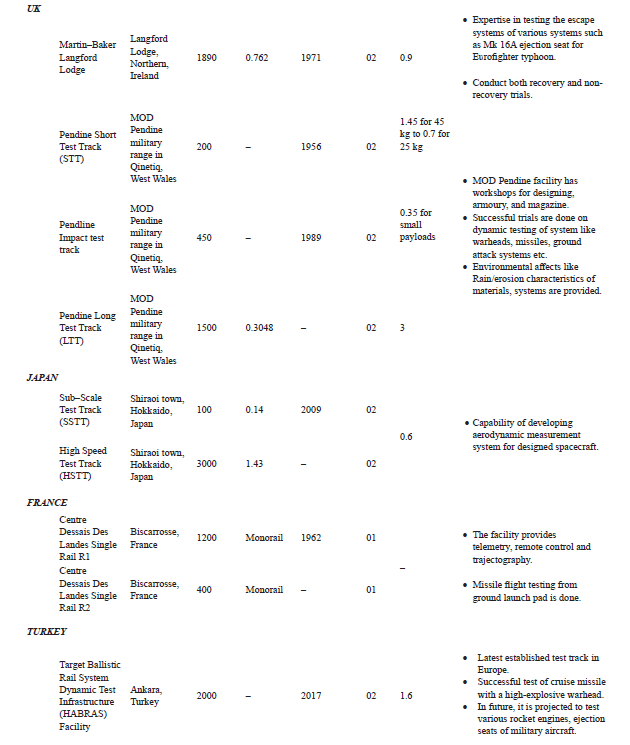 UK
Martin–Baker
Langford
Lodge
Langford
Lodge,
Northern,
Ireland
1890
0.762
1971
02
0.9
• Expertise in testing the escape
systems of various systems such
as Mk 16A ejection seat for
Eurofighter typhoon.
• Conduct both recovery and non-
recovery trials.
Pendine Short
Test Track
(STT)
MOD
Pendine
military
range in
Qinetiq,
West Wales
200
–
1956
02
1.45 for 45
kg to 0.7 for
25 kg
Pendline
Impact test
track
MOD
Pendine
military
range in
Qinetiq,
West Wales
450
–
1989
02
0.35 for
small
payloads
• MOD Pendine facility has
workshops for designing,
armoury, and magazine.
• Successful trials are done on
dynamic testing of system like
warheads, missiles, ground
attack systems etc.
• Environmental affects like
Rain/erosion characteristics of
materials, systems are provided.
Pendine Long
Test Track
(LTT)
MOD
Pendine
military
range in
Qinetiq,
West Wales
1500
0.3048
–
02
3
JAPAN
Sub–Scale
Test Track
(SSTT)
Shiraoi town,
Hokkaido,
Japan
100
0.14
2009
02
0.6
• Capability of developing
aerodynamic measurement
system for designed spacecraft.
High Speed
Test Track
(HSTT)
Shiraoi town,
Hokkaido,
Japan
3000
1.43
–
02
FRANCE
Centre
Dessais Des
Landes Single
Rail R1
Biscarrosse,
France
1200
Monorail
1962
01
–
• The facility provides
telemetry, remote control and
trajectography.
Centre
Dessais Des
Landes Single
Rail R2
Biscarrosse,
France
400
Monorail
–
01
• Missile flight testing from
ground launch pad is done.
TURKEY
Target Ballistic
Rail System
Dynamic Test
Infrastructure
(HABRAS)
Facility
Ankara,
Turkey
2000
–
2017
02
1.6
• Latest established test track in
Europe.
• Successful test of cruise missile
with a high-explosive warhead.
• In future, it is projected to test
various rocket engines, ejection
seats of military aircraft.